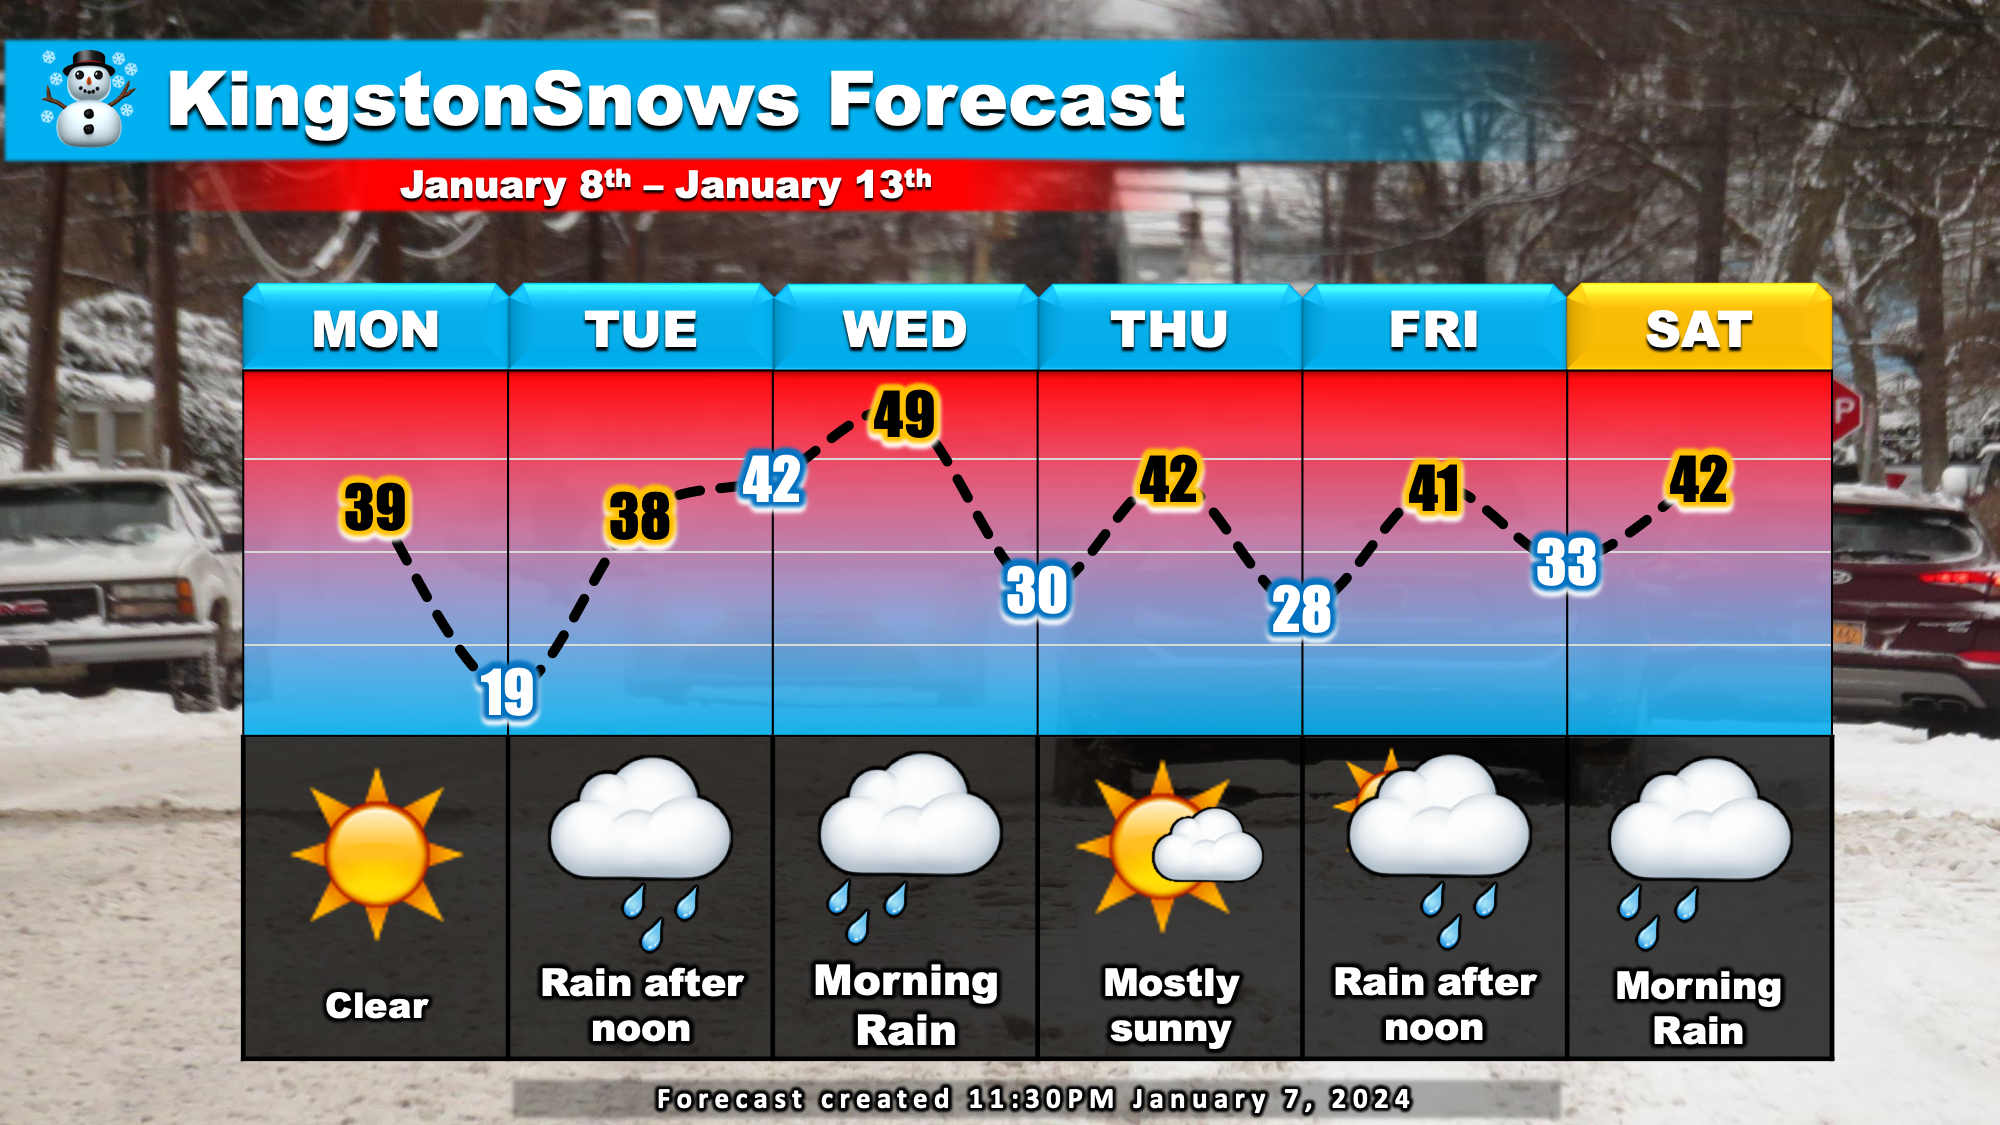 KingstonSnows Forecast
January 8th – January 13th
MON TUE WED THU FRI SAT
39 19 38 42 49 30 42 28 41 33 42
Clear
Rain after
noon
Morning
Rain
Mostly
sunny
Rain after
noon
Morning
Rain
P
GMC
Forecast created 11:30PM January 7, 2024